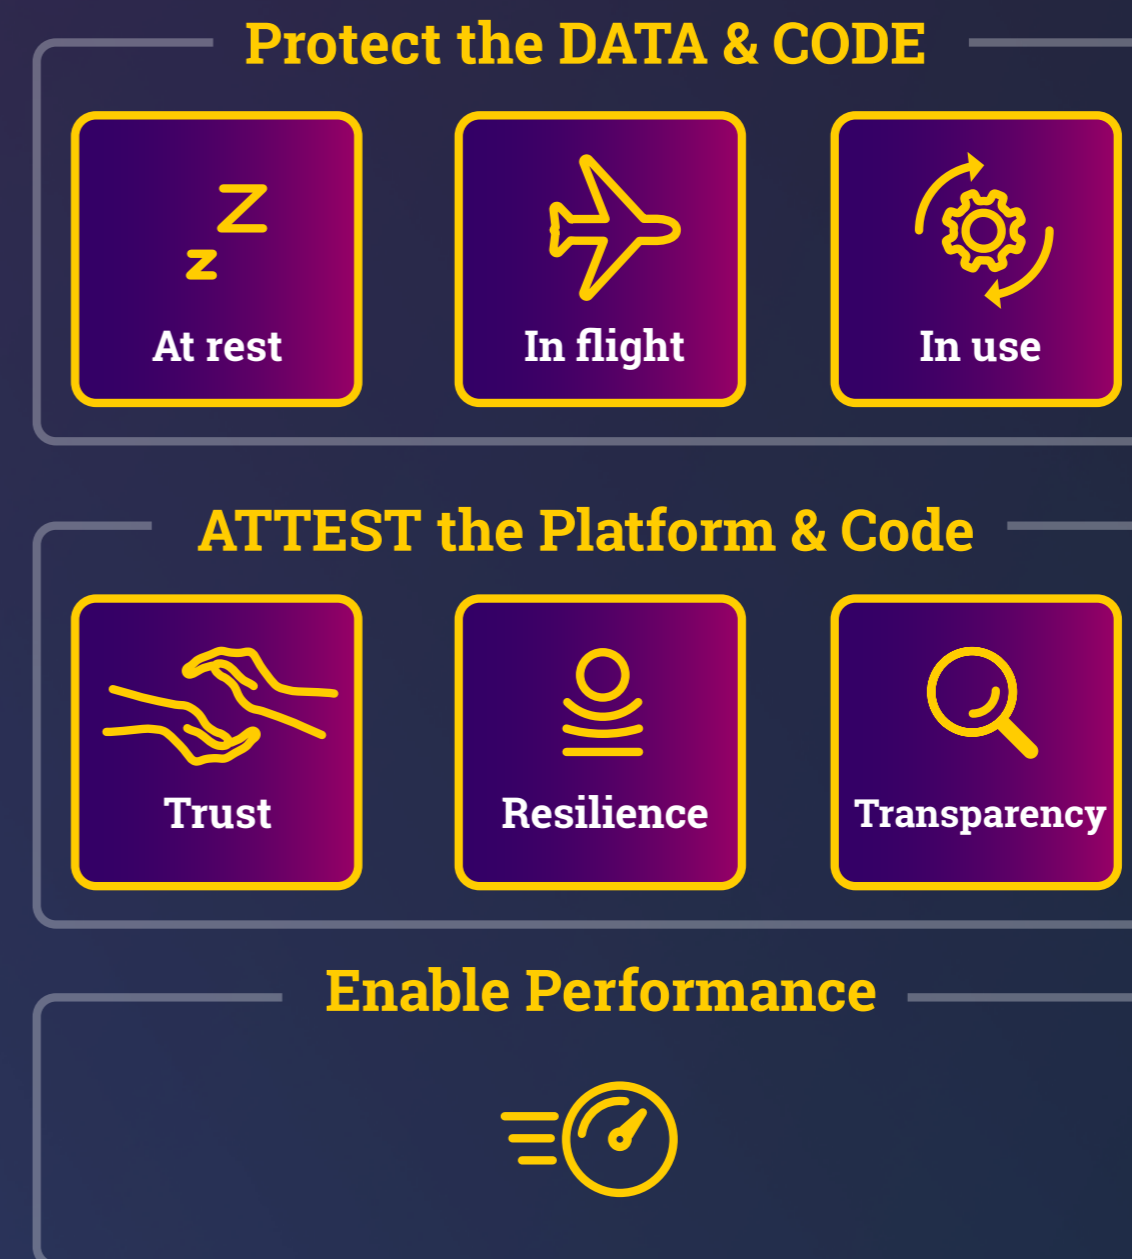 Protect the DATA & CODE
Z
z
At rest
In flight
In use
ATTEST the Platform & Code
Trust
Resilience
Transparency
Enable Performance